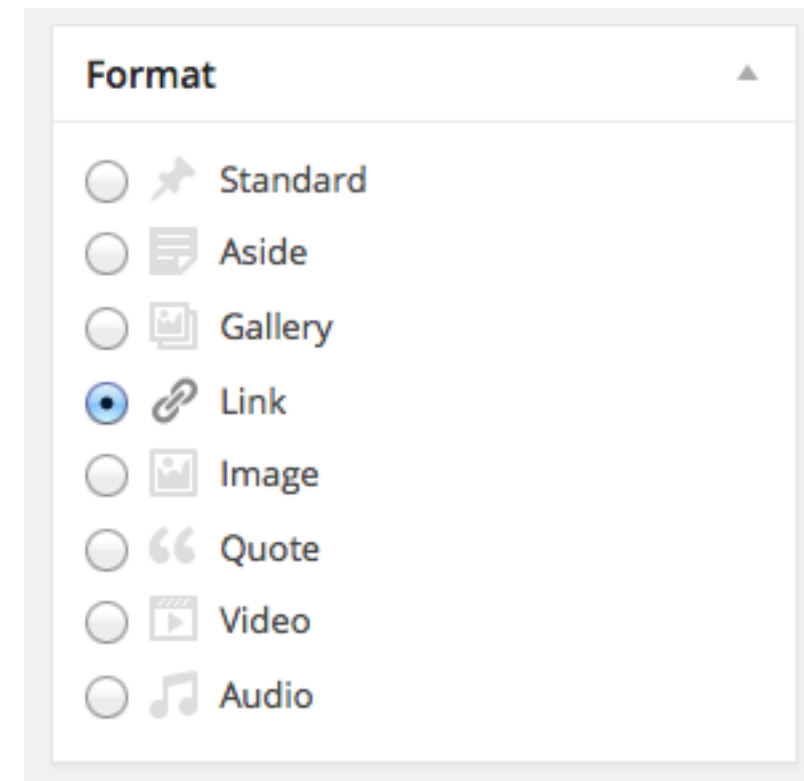 Format
Standard
Aside
Gallery
Link
Image
Quote
Video
Audio